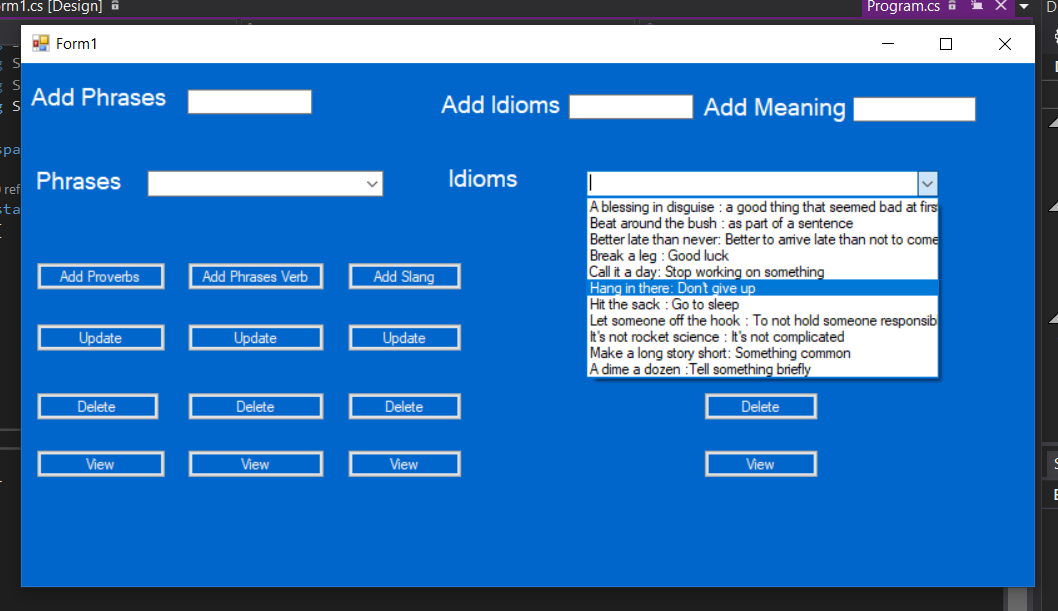 rm1.cs [Design]
Program.cs
Form1
Add Phrases
Add Idioms
Add Meaning
Phrases
Idioms
A blessing in disguise : a good thing that seemed bad at firs
Beat around the bush : as part of a sentence
Better late than never: Better to arrive late than not to come
Break a leg : Good luck
Call it a day: Stop working on something
Hang in there: Don't give up
Hit the sack : Go to sleep
Let someone off the hook : To not hold someone responsib
It's not rocket science : It's not complicated
Make a long story short: Something common
A dime a dozen :Tell something briefly
Add Proverbs
Add Phrases Verb
Add Slang
Update
Update
Update
Delete
Delete
Delete
Delete
View
View
View
View